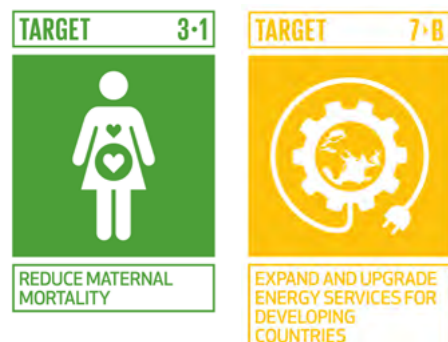 TARGET 3·1
REDUCE MATERNAL
MORTALITY
TARGET 7·B
EXPAND AND UPGRADE
ENERGY SERVICES FOR
DEVELOPING
COUNTRIES